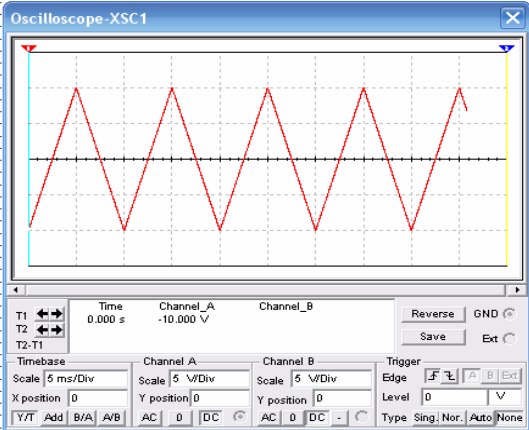 Oscilloscope-XSC1
1 2
Time Channel_A Channel_B
T1 0.000 s -10.000 V
T2
T2-T1
Reverse GND
Save Ext
Timebase Channel A Channel B Trigger
Scale 5 ms/Div Scale 5 V/Div Scale 5 V/Div Edge A B Ext
X position 0 Y position 0 Y position 0 Level 0 V
Y/T Add B/A A/B AC 0 DC AC 0 DC - Type Sing. Nor. Auto None